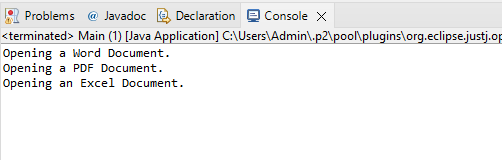 Problems @ Javadoc Declaration Console
<terminated> Main (1) [Java Application] C:\Users\Admin\.p2\pool\plugins\org.eclipse.justj.op
Opening a Word Document.
Opening a PDF Document.
Opening an Excel Document.